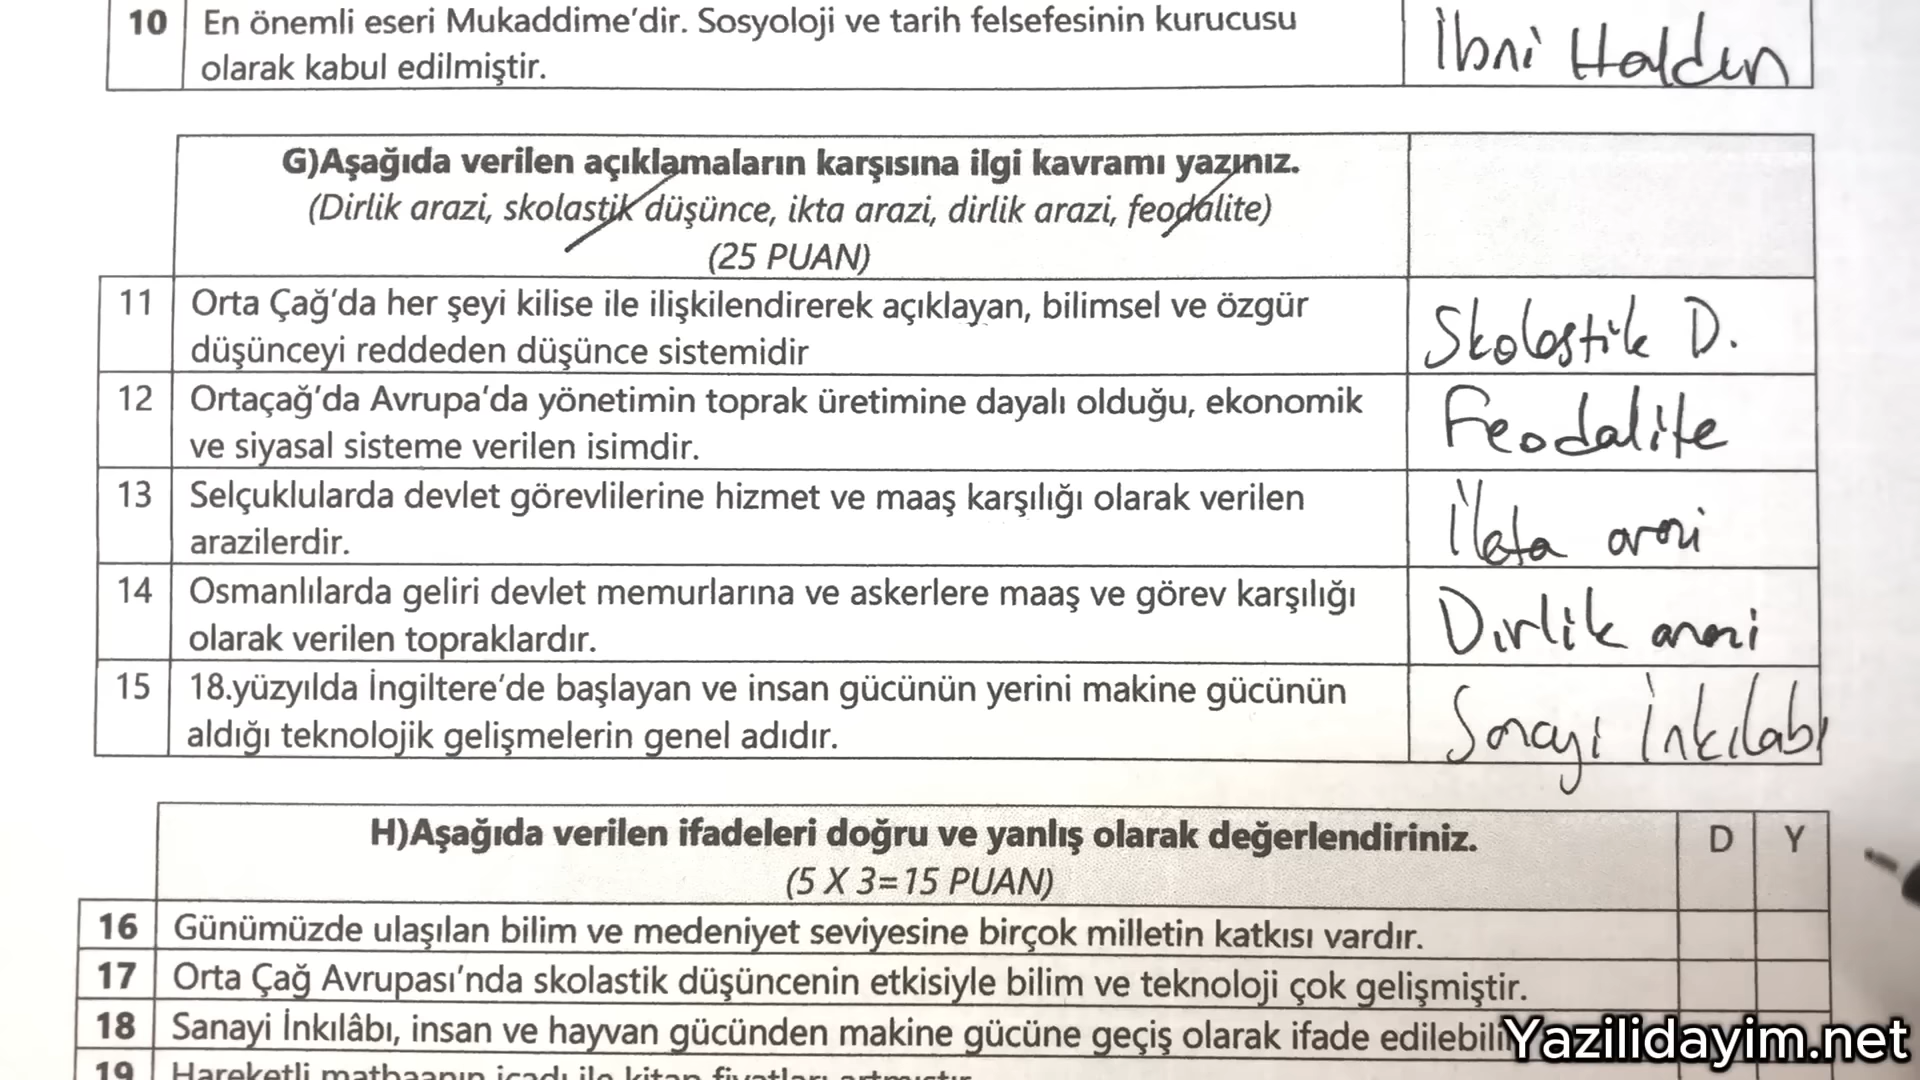 10 En önemli eseri Mukaddime'dir. Sosyoloji ve tarih felsefesinin kurucusu
olarak kabul edilmiştir.
İbni Haldun
G)Aşağıda verilen açıklamaların karşısına ilgi kavramı yazınız.
(Dirlik arazi, skolastik düşünce, ikta arazi, dirlik arazi, feodalite)
(25 PUAN)
11 Orta Çağ'da her şeyi kilise ile ilişkilendirerek açıklayan, bilimsel ve özgür
düşünceyi reddeden düşünce sistemidir
Skolastik D.
12 Ortaçağ'da Avrupa'da yönetimin toprak üretimine dayalı olduğu, ekonomik
ve siyasal sisteme verilen isimdir.
Feodalite
13 Selçuklularda devlet görevlilerine hizmet ve maaş karşılığı olarak verilen
arazilerdir.
İkta arazi
14 Osmanlılarda geliri devlet memurlarına ve askerlere maaş ve görev karşılığı
olarak verilen topraklardır.
Dirlik arazi
15 18.yüzyılda İngiltere'de başlayan ve insan gücünün yerini makine gücünün
aldığı teknolojik gelişmelerin genel adıdır.
Sanayi İnkılabı
H)Aşağıda verilen ifadeleri doğru ve yanlış olarak değerlendiriniz. D Y
(5 X 3=15 PUAN)
16 Günümüzde ulaşılan bilim ve medeniyet seviyesine birçok milletin katkısı vardır.
17 Orta Çağ Avrupası'nda skolastik düşüncenin etkisiyle bilim ve teknoloji çok gelişmiştir.
18 Sanayi İnkılâbı, insan ve hayvan gücünden makine gücüne geçiş olarak ifade
Yazilidayim.net
19 Hareketli matbaanın icadı ile kitap fiyatları artmıştır.